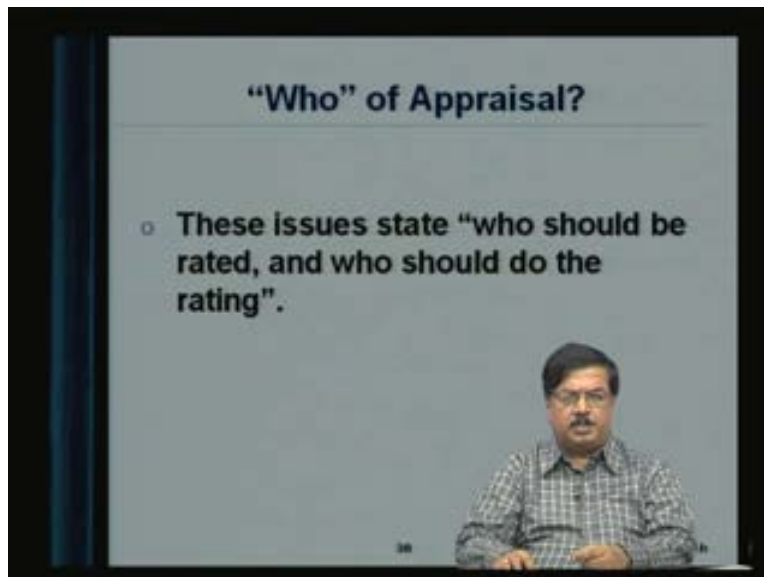 “Who” of Appraisal?
o These issues state “who should be
rated, and who should do the
rating”.